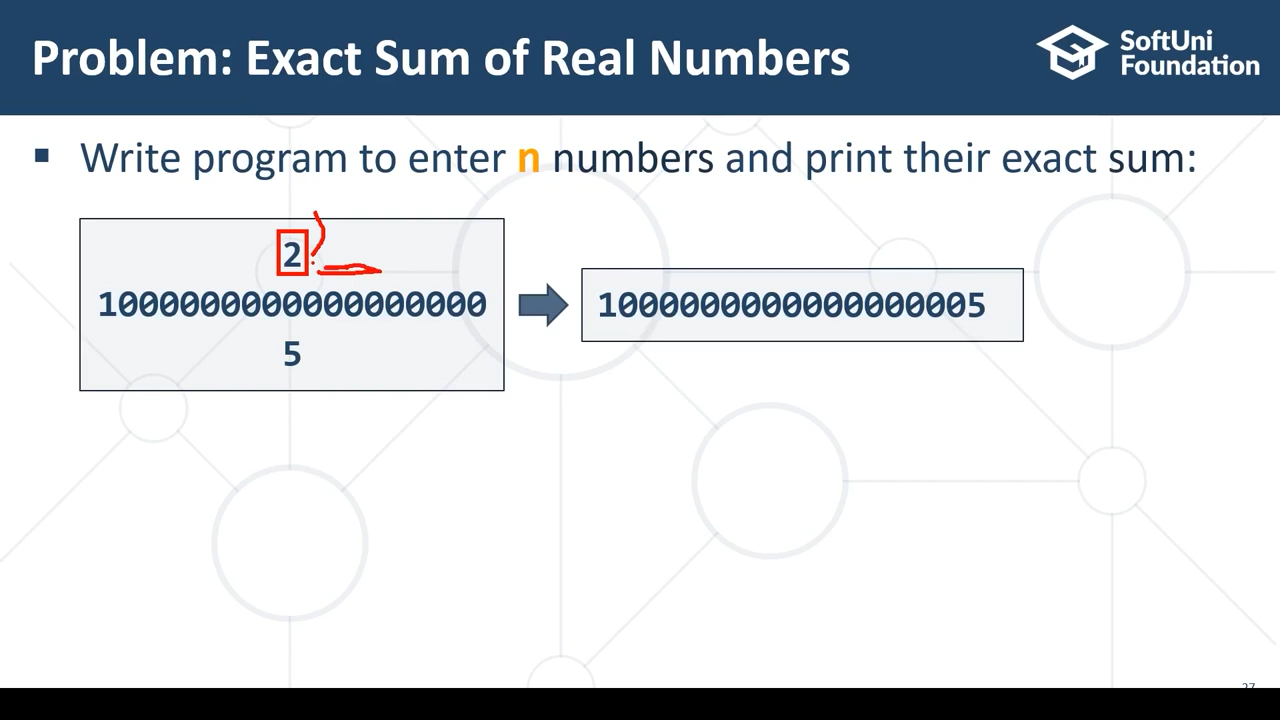 Problem: Exact Sum of Real Numbers
SoftUni
Foundation
▪ Write program to enter n numbers and print their exact sum:
2
1000000000000000000
5
1000000000000000005
27